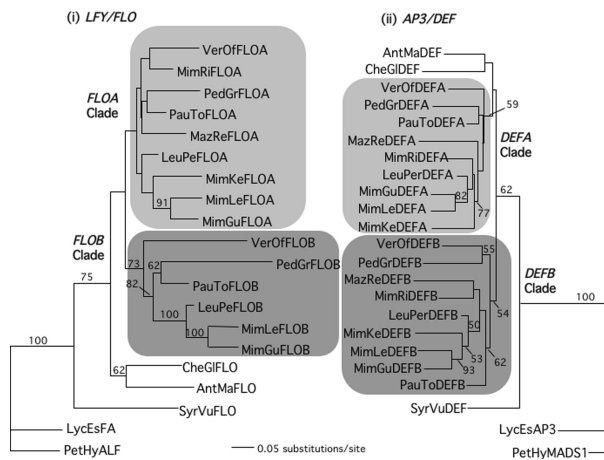 (i) LFY/FLO
VerOfFLOA
MimRiFLOA
PedGrFLOA
PauToFLOA
MazReFLOA
LeuPeFLOA
MimKeFLOA
MimLeFLOA
MimGuFLOA
91
FLOA
Clade
FLOB
Clade
VerOfFLOB
PedGrFLOB
PauToFLOB
LeuPeFLOB
MimLeFLOB
MimGuFLOB
73
62
82
100
100
75
CheGlFLO
AntMaFLO
62
SyrVuFLO
100
LycEsFA
PetHyALF
0.05 substitutions/site
(ii) AP3/DEF
AntMaDEF
CheGlDEF
VerOfDEFA
PedGrDEFA
PauToDEFA
MazReDEFA
MimRiDEFA
LeuPerDEFA
MimGuDEFA
MimLeDEFA
MimKeDEFA
59
82
77
DEFA
Clade
62
VerOfDEFB
PedGrDEFB
MazReDEFB
MimRiDEFB
LeuPerDEFB
MimKeDEFB
MimLeDEFB
MimGuDEFB
PauToDEFB
55
50
54
53
93
62
DEFB
Clade
100
SyrVuDEF
LycEsAP3
PetHyMADS1